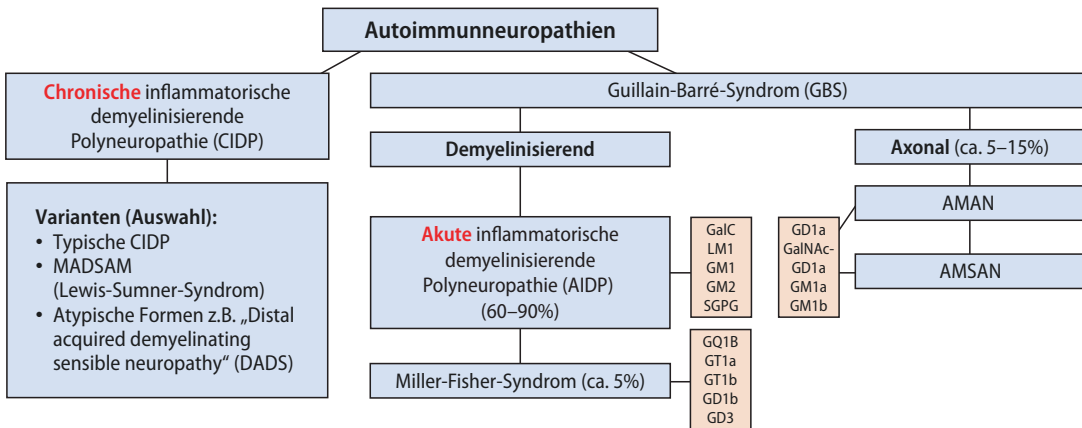 Autoimmunneuropathien
Chronische inflammatorische
demyelinisierende
Polyneuropathie (CIDP)
Varianten (Auswahl):
• Typische CIDP
• MADSAM
(Lewis-Sumner-Syndrom)
• Atypische Formen z.B. „Distal
acquired demyelinating
sensible neuropathy“ (DADS)
Guillain-Barré-Syndrom (GBS)
Demyelinisierend
Akute inflammatorische
demyelinisierende
Polyneuropathie (AIDP)
(60–90%)
GalC
LM1
GM1
GM2
SGPG
Miller-Fisher-Syndrom (ca. 5%)
GQ1B
GT1a
GT1b
GD1b
GD3
Axonal (ca. 5–15%)
AMAN
AMSAN
GD1a
GalNAc-
GD1a
GM1a
GM1b